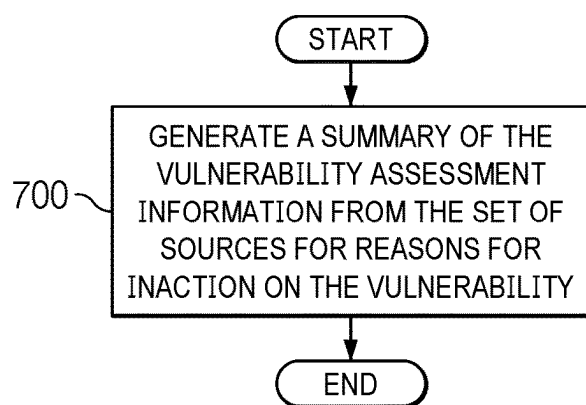 START
GENERATE A SUMMARY OF THE
VULNERABILITY ASSESSMENT
700
INFORMATION FROM THE SET OF
SOURCES FOR REASONS FOR
INACTION ON THE VULNERABILITY
END